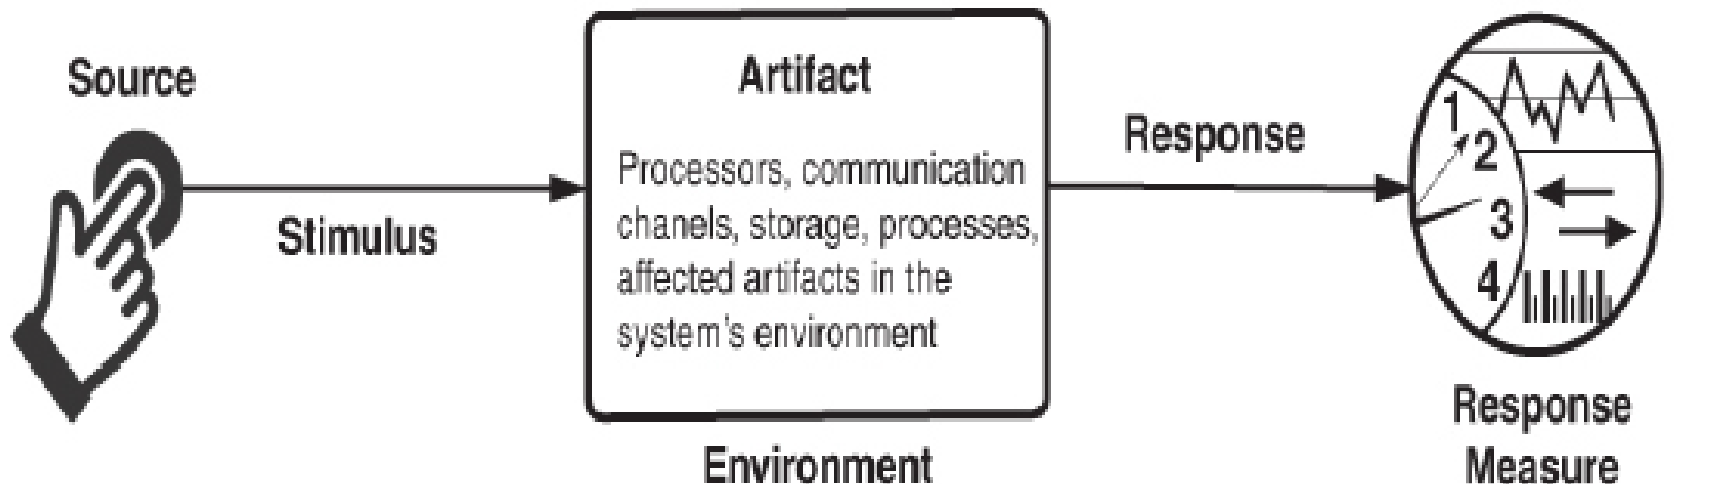 Source
Stimulus
Artifact
Processors, communication
chanels, storage, processes,
affected artifacts in the
system's environment
Environment
Response
1
2
3
4
Response
Measure